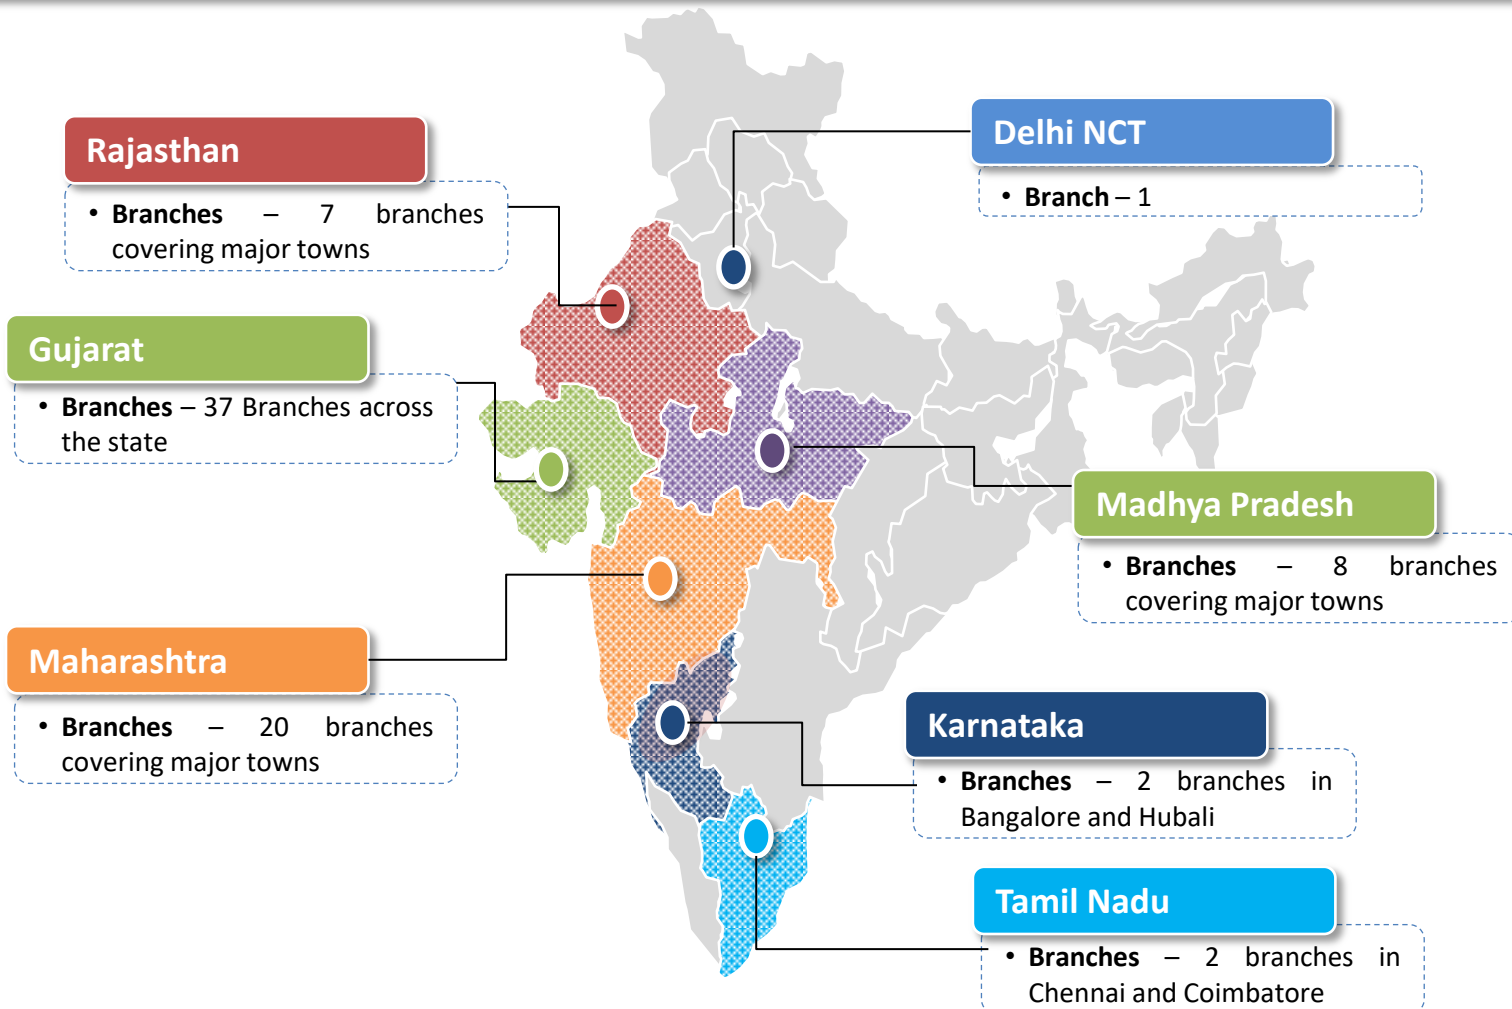 Rajasthan
• Branches – 7 branches
covering major towns
Gujarat
• Branches – 37 Branches across
the state
Maharashtra
• Branches – 20 branches
covering major towns
Delhi NCT
• Branch – 1
Madhya Pradesh
• Branches – 8 branches
covering major towns
Karnataka
• Branches – 2 branches in
Bangalore and Hubali
Tamil Nadu
• Branches – 2 branches in
Chennai and Coimbatore